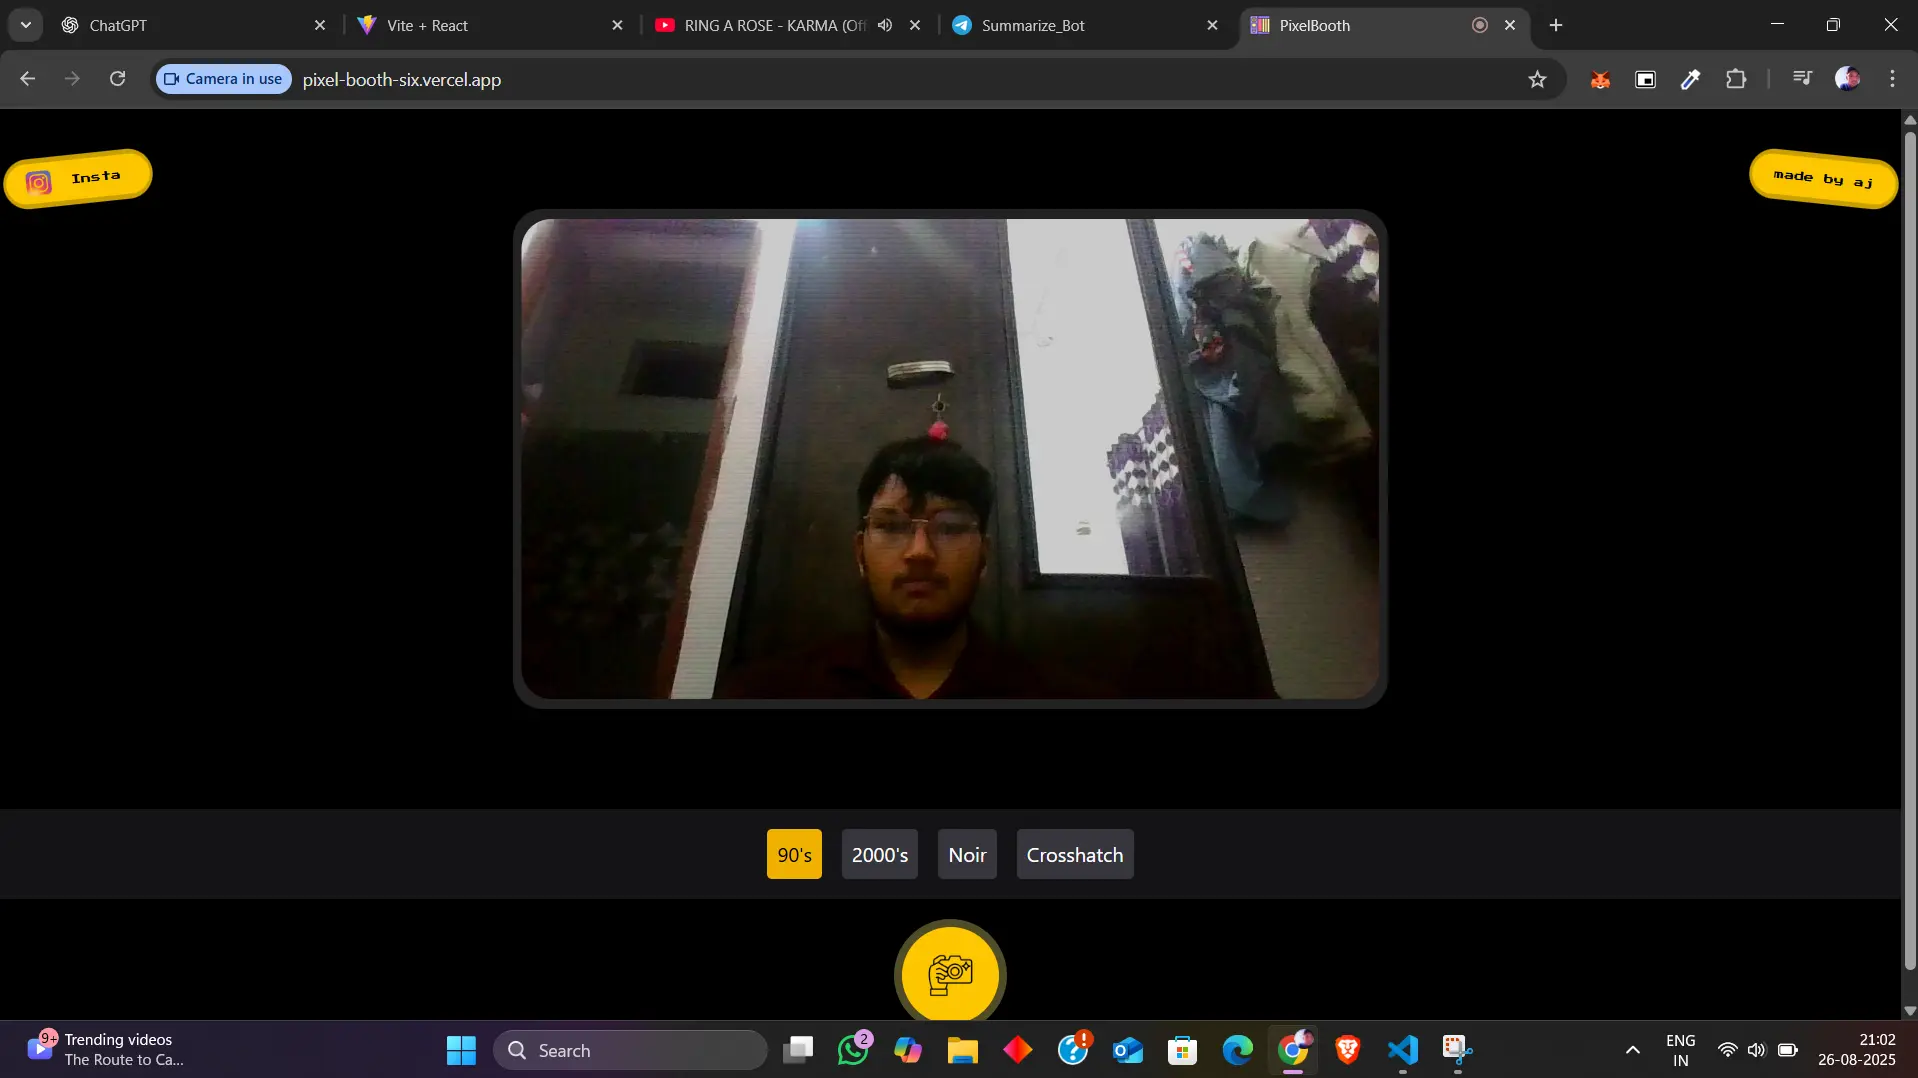 ChatGPT
Vite + React
RING A ROSE - KARMA (Of
Summarize_Bot
PixelBooth
Camera in use
pixel-booth-six.vercel.app
Insta
made by aj
90's
2000's
Noir
Crosshatch
9+
Trending videos
The Route to Ca...
Search
2
ENG
IN
21:02
26-08-2025